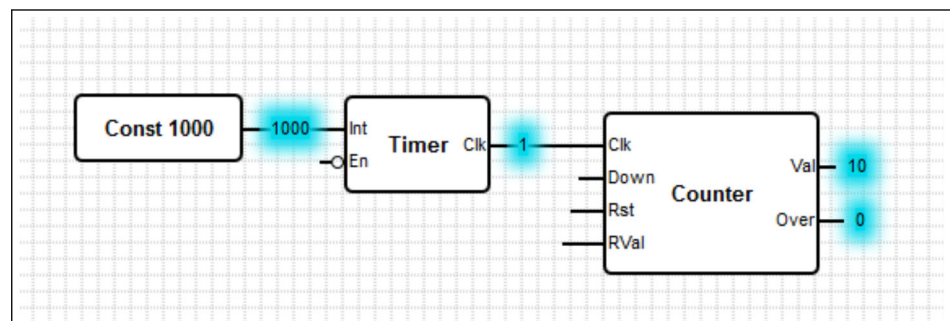 Const 1000
1000
Int
En
Timer
Clk
1
Clk
Down
Rst
RVal
Counter
Val
Over
10
0